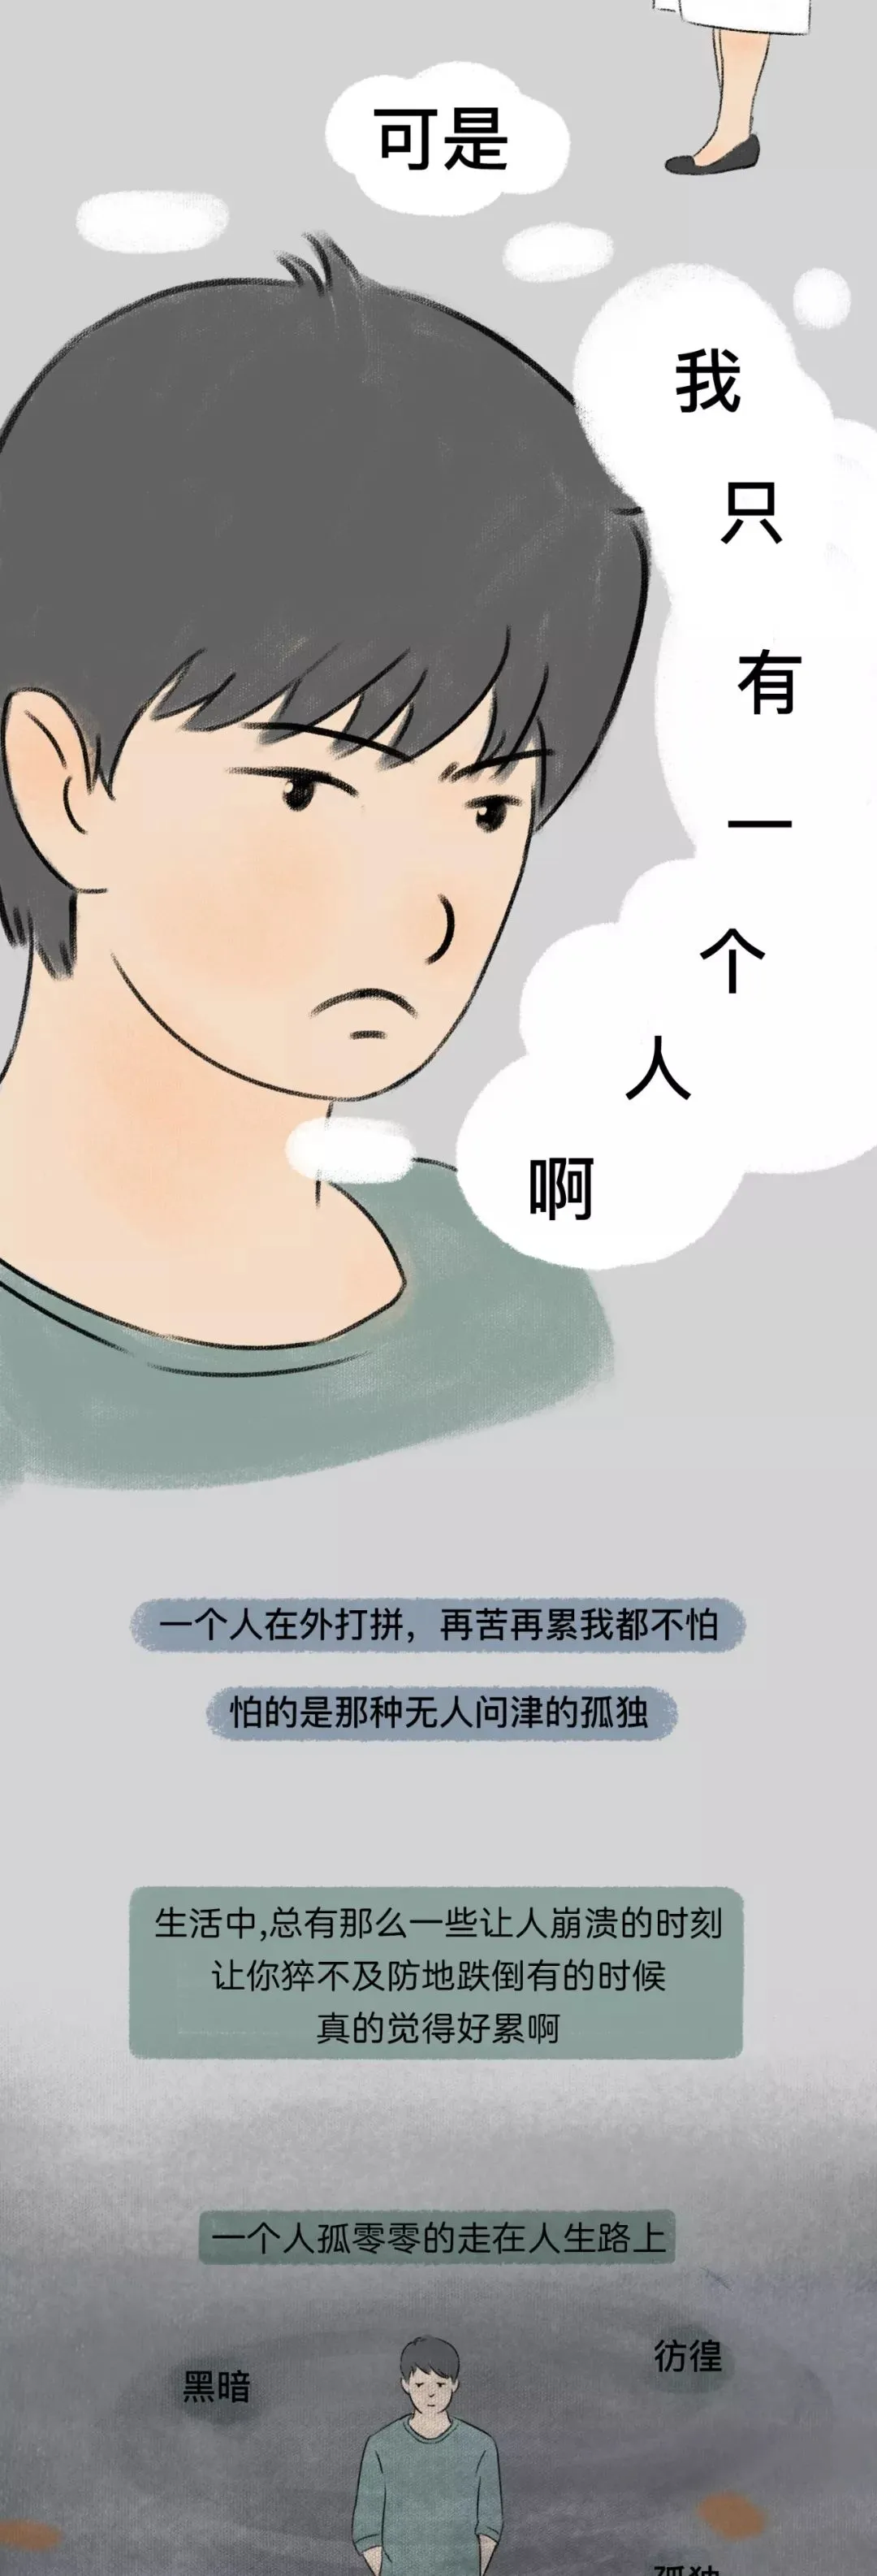 可是
我
只
有
一
个
人
啊
一个人在外打拼，再苦再累我都不怕
怕的是那种无人问津的孤独
生活中,总有那么一些让人崩溃的时刻
让你猝不及防地跌倒有的时候
真的觉得好累啊
一个人孤零零的走在人生路上
彷徨
黑暗
孤独